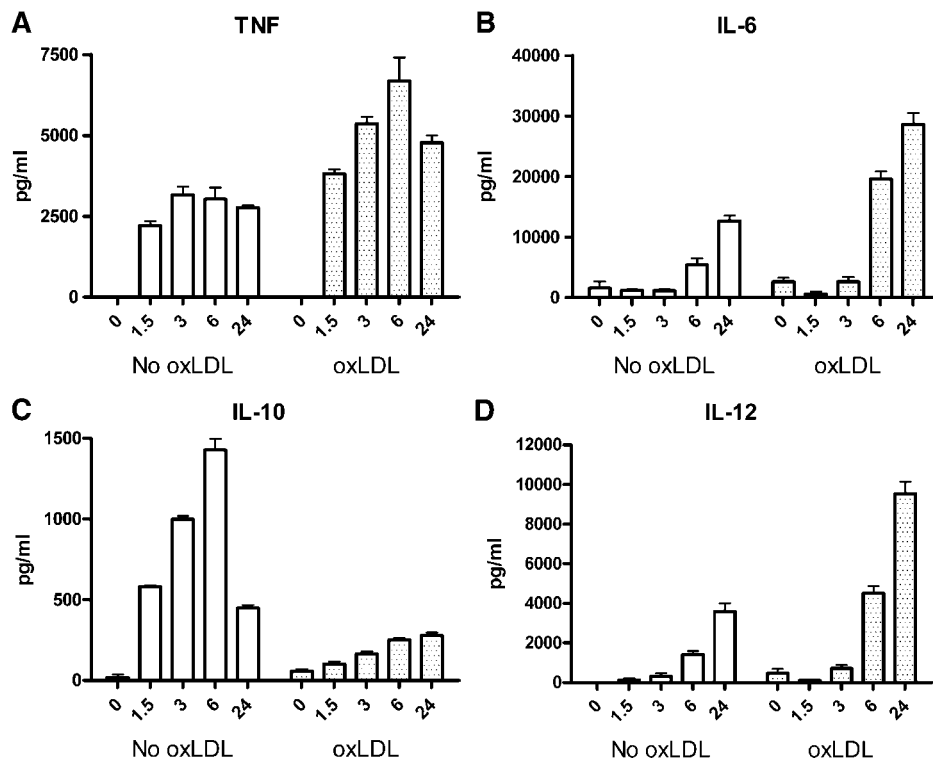 A
TNF
7500
5000
2500
0
pg/ml
0 1.5 3 6 24 0 1.5 3 6 24
No oxLDL oxLDL
B
IL-6
40000
30000
20000
10000
0
pg/ml
0 1.5 3 6 24 0 1.5 3 6 24
No oxLDL oxLDL
C
IL-10
1500
1000
500
0
pg/ml
0 1.5 3 6 24 0 1.5 3 6 24
No oxLDL oxLDL
D
IL-12
12000
10000
8000
6000
4000
2000
0
pg/ml
0 1.5 3 6 24 0 1.5 3 6 24
No oxLDL oxLDL